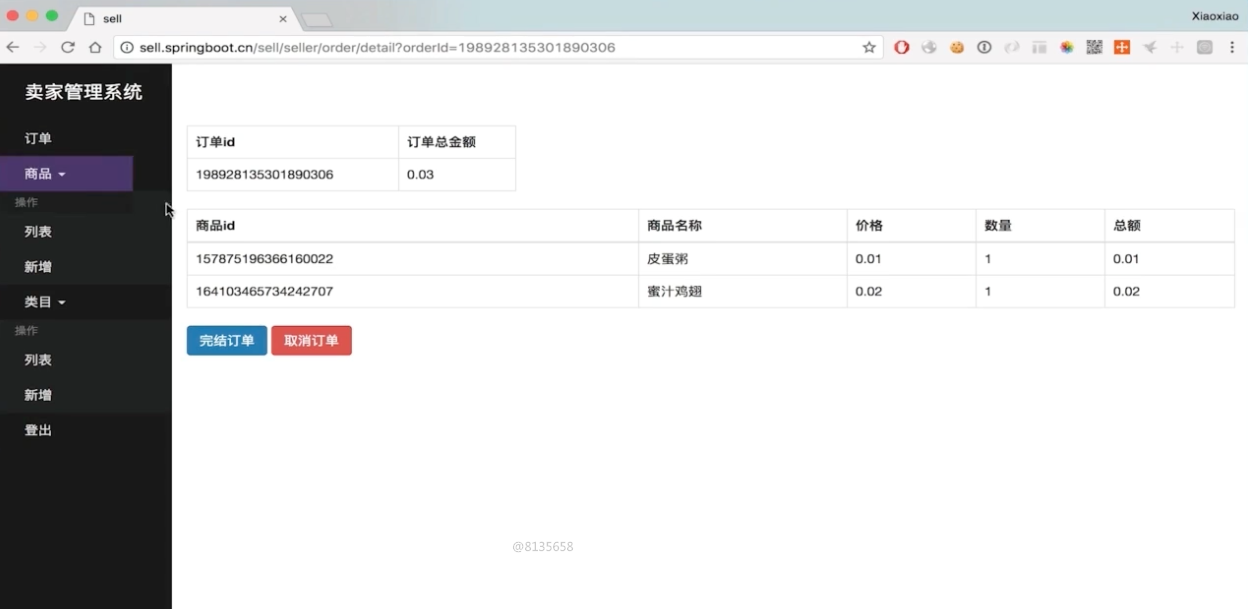 sell
Xiaoxiao
sell.springboot.cn/sell/seller/order/detail?orderId=198928135301890306
卖家管理系统
订单
商品
操作
列表
新增
类目
操作
列表
新增
登出
订单id 订单总金额
198928135301890306 0.03
商品id 商品名称 价格 数量 总额
157875196366160022 皮蛋粥 0.01 1 0.01
164103465734242707 蜜汁鸡翅 0.02 1 0.02
完结订单 取消订单
@8135658